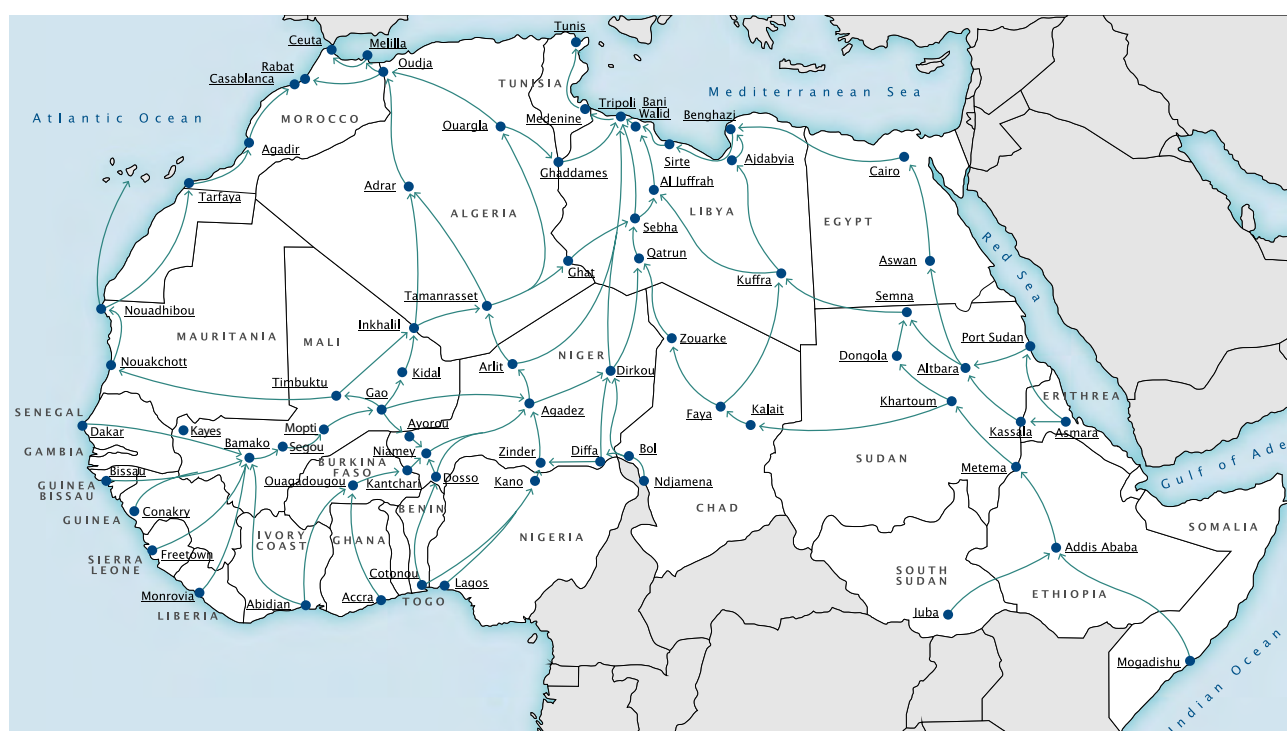 Tunis
Ceuta
Melilla
Oudja
Rabat
Casablanca
TUNISIA
Tripoli
Bani
Walid
Mediterranean Sea
Benghazi
Medenine
Atlantic Ocean
MOROCCO
Ouargla
Agadir
Sirte
Ajdabyia
Ghaddames
Cairo
Al Juffrah
Adrar
Tarfaya
ALGERIA
LIBYA
EGYPT
Sebha
Red Sea
Qatrun
Ghat
Aswan
Kuffra
Tamanrasset
Nouadhibou
Semna
Inkhalil
MAURITANIA
MALI
Zouarke
Port Sudan
NIGER
Dongola
Nouakchott
Arlit
Dirkou
Altbara
Kidal
Timbuktu
Gao
ERITHREA
Khartoum
SENEGAL
Agadez
Faya
Kalait
Ayorou
Kassala
Asmara
Dakar
Kayes
Mopti
Bamako
Segou
GAMBIA
Niamey
Zinder
Diffa
Bol
SUDAN
Gulf of Ade
BURKINA
FASO
Metema
Bissau
Ouagadougou
Kantchari
Dosso
Kano
Ndjamena
GUINEA
BISSAU
BENIN
CHAD
Conakry
GUINEA
SOMALIA
IVORY
COAST
GHANA
NIGERIA
Freetown
Addis Ababa
SIERRA
LEONE
SOUTH
SUDAN
Cotonou
Lagos
Monrovia
Abidjan
Accra
TOGO
ETHIOPIA
LIBERIA
Juba
Mogadishu
Indian Ocean